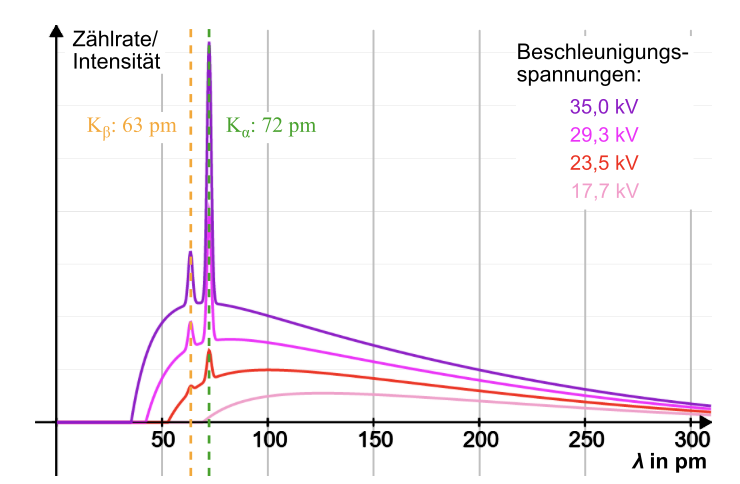 Zählrate/
Intensität
Beschleunigungs-
spannungen:
35,0 kV
29,3 kV
23,5 kV
17,7 kV
Kβ: 63 pm
Kα: 72 pm
50
100
150
200
250
300
λ in pm